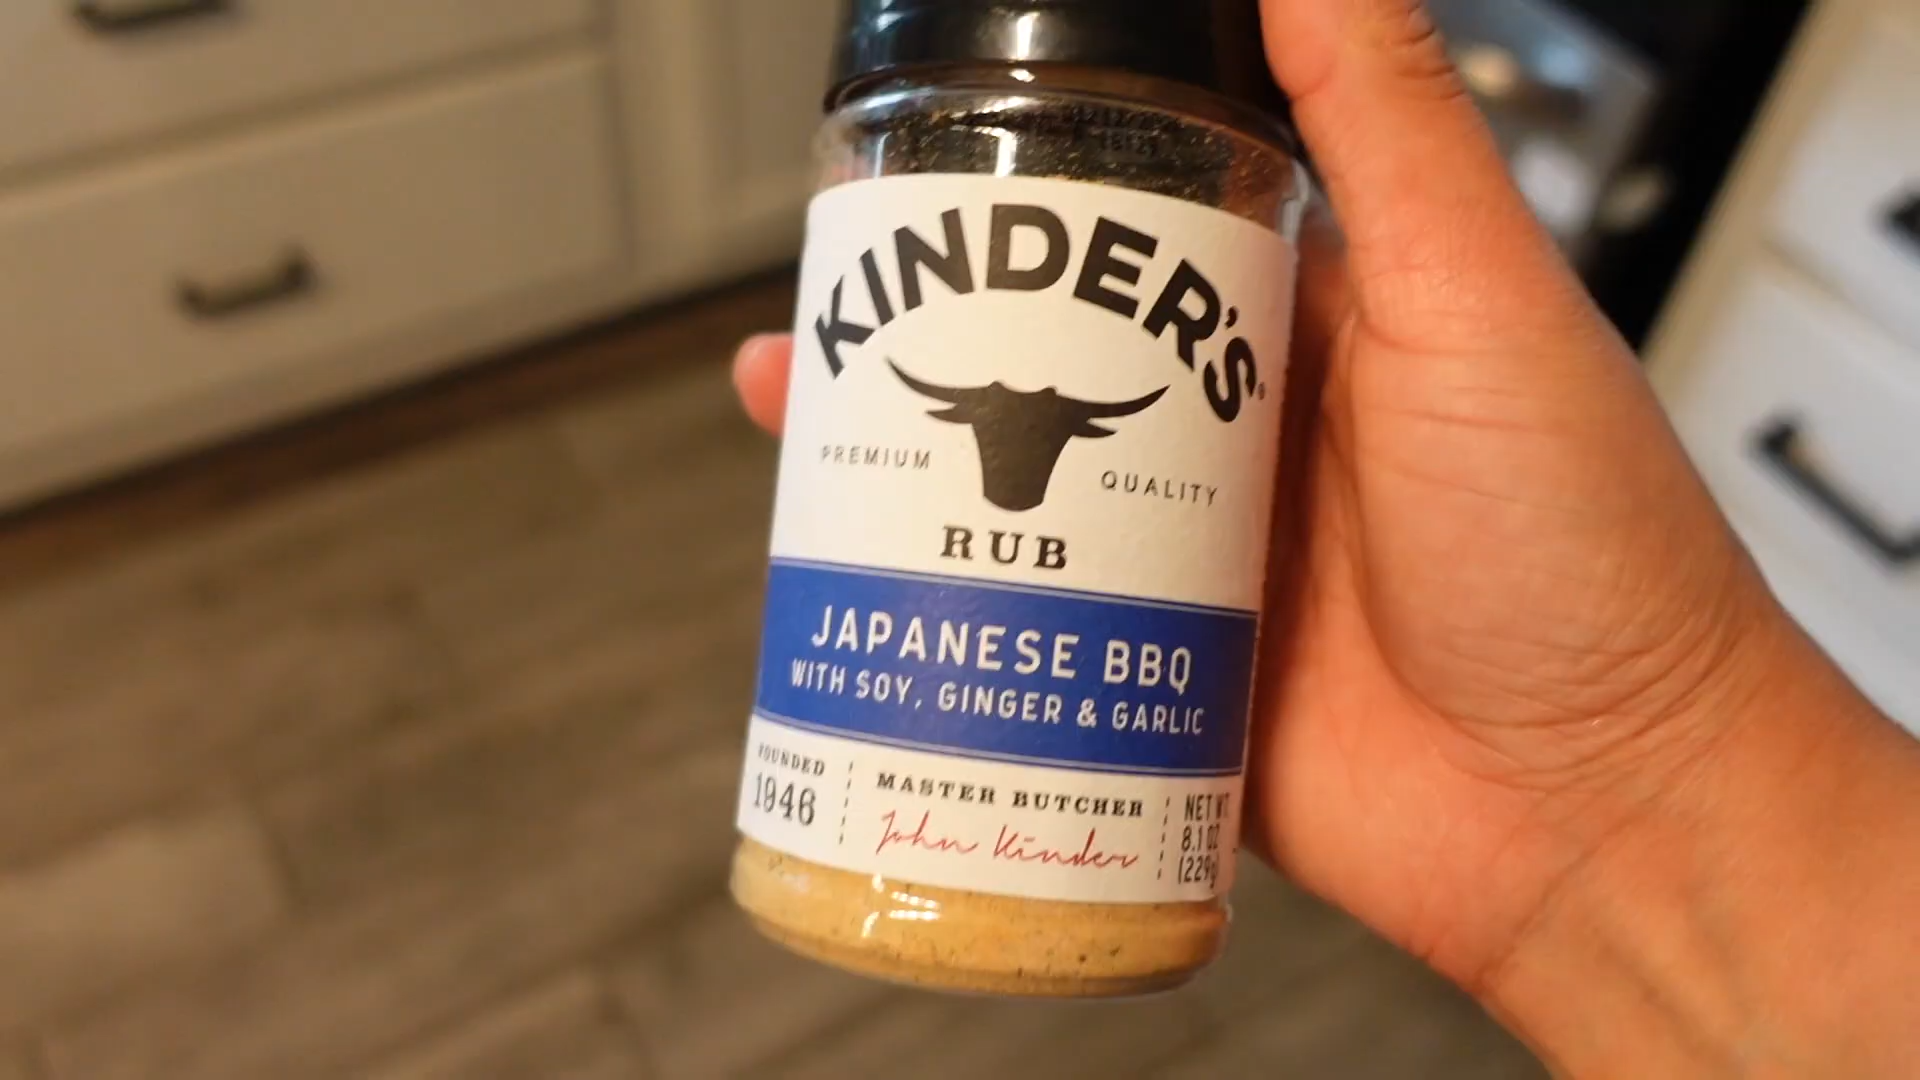 KINDER'S®
PREMIUM QUALITY
RUB
JAPANESE BBQ
WITH SOY, GINGER & GARLIC
FOUNDED
1946
MASTER BUTCHER
John Kinder
NET WT.
8.1 OZ
(229g)